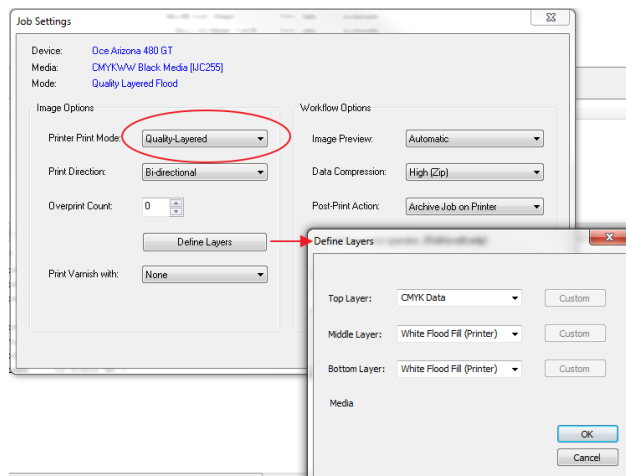 Job Settings
Device: Oce Arizona 480 GT
Media: CMYKWW Black Media [IJC255]
Mode: Quality Layered Flood
Image Options
Printer Print Mode: Quality-Layered
Print Direction: Bi-directional
Overprint Count: 0
Define Layers
Print Varnish with: None
Workflow Options
Image Preview: Automatic
Data Compression: High (Zip)
Post-Print Action: Archive Job on Printer
Define Layers
Top Layer: CMYK Data Custom
Middle Layer: White Flood Fill (Printer) Custom
Bottom Layer: White Flood Fill (Printer) Custom
Media
OK
Cancel